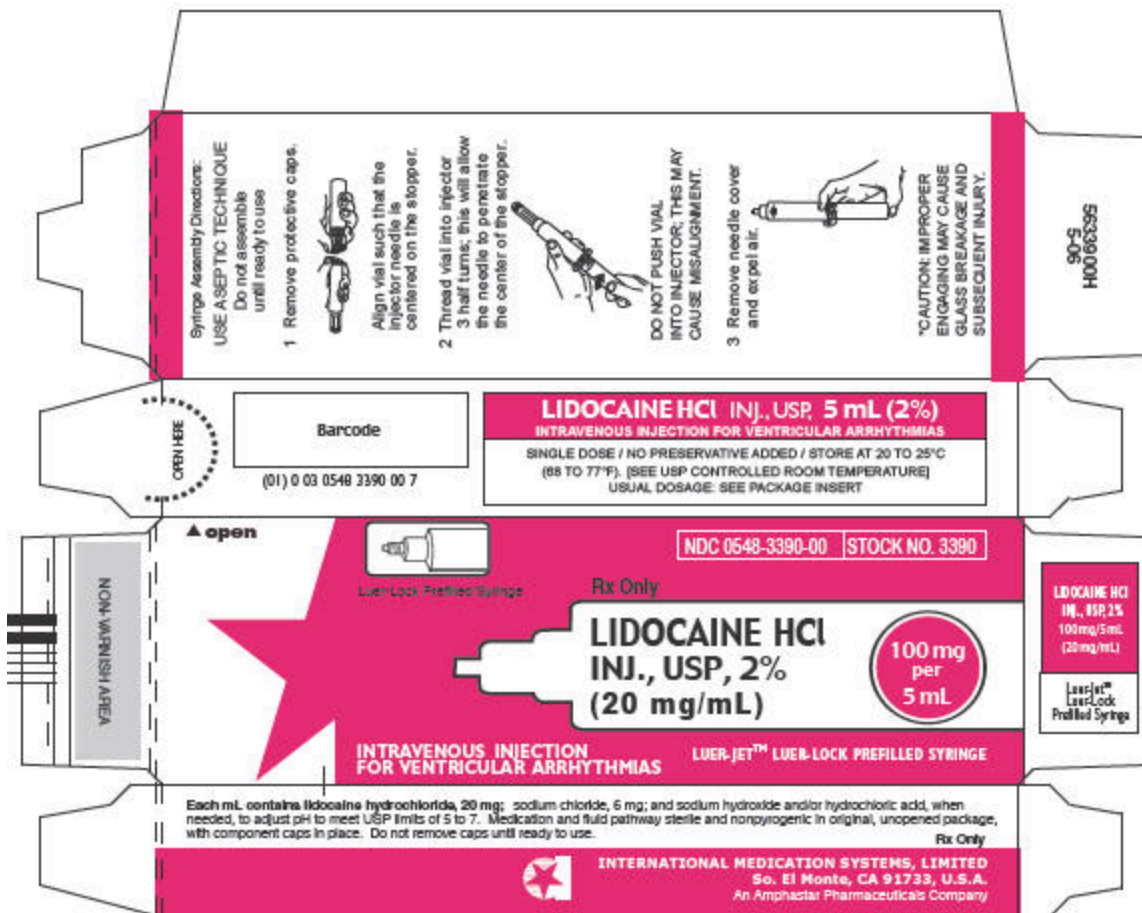 Syringe Assembly Directions:
USE ASEPTIC TECHNIQUE
Do not assemble
until ready to use
1 Remove protective caps.
Align vial such that the
injector needle is
centered on the stopper.
2 Thread vial into injector
3 half turns; this will allow
the needle to penetrate
the center of the stopper.
DO NOT PUSH VIAL
INTO INJECTOR; THIS MAY
CAUSE MISALIGNMENT.
3 Remove needle cover
and expel air.
*CAUTION: IMPROPER
ENGAGING MAY CAUSE
GLASS BREAKAGE AND
SUBSEQUENT INJURY.
5633900H
5-06
OPEN HERE
Barcode
(01) 0 03 0548 3390 00 7
LIDOCAINE HCl INJ., USP, 5 mL (2%)
INTRAVENOUS INJECTION FOR VENTRICULAR ARRHYTHMIAS
SINGLE DOSE / NO PRESERVATIVE ADDED / STORE AT 20 TO 25°C
(68 TO 77°F). [SEE USP CONTROLLED ROOM TEMPERATURE]
USUAL DOSAGE: SEE PACKAGE INSERT
NON-VARNISH AREA
▲ open
Luer-Lock Prefilled Syringe
NDC 0548-3390-00 STOCK NO. 3390
Rx Only
LIDOCAINE HCl
INJ., USP, 2%
(20 mg/mL)
100 mg
per
5 mL
INTRAVENOUS INJECTION
FOR VENTRICULAR ARRHYTHMIAS
LUER-JET™ LUER-LOCK PREFILLED SYRINGE
LIDOCAINE HCl
INJ., USP, 2%
100mg/5mL
(20mg/mL)
Luer-Jet™
Luer-Lock
Prefilled Syringe
Each mL contains lidocaine hydrochloride, 20 mg; sodium chloride, 6 mg; and sodium hydroxide and/or hydrochloric acid, when
needed, to adjust pH to meet USP limits of 5 to 7. Medication and fluid pathway sterile and nonpyrogenic in original, unopened package,
with component caps in place. Do not remove caps until ready to use.
Rx Only
INTERNATIONAL MEDICATION SYSTEMS, LIMITED
So. El Monte, CA 91733, U.S.A.
An Amphastar Pharmaceuticals Company